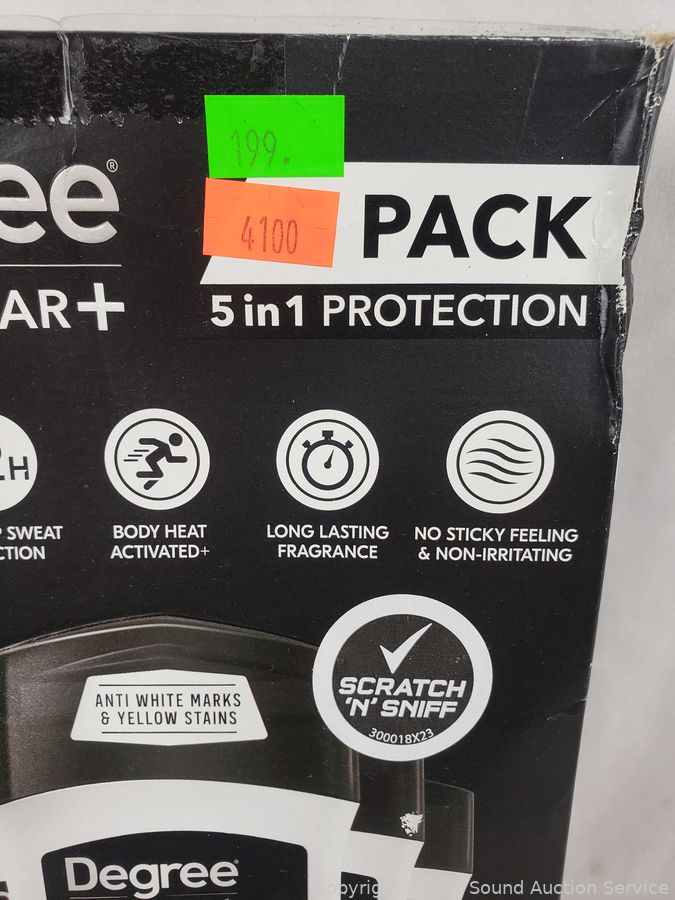 199.
ee®
4100
PACK
AR+
5 in 1 PROTECTION
H
SWEAT
CTION
BODY HEAT
ACTIVATED+
LONG LASTING
FRAGRANCE
NO STICKY FEELING
& NON-IRRITATING
ANTI WHITE MARKS
& YELLOW STAINS
SCRATCH
'N' SNIFF
300018X23
Degree®
Copyright
Sound Auction Service